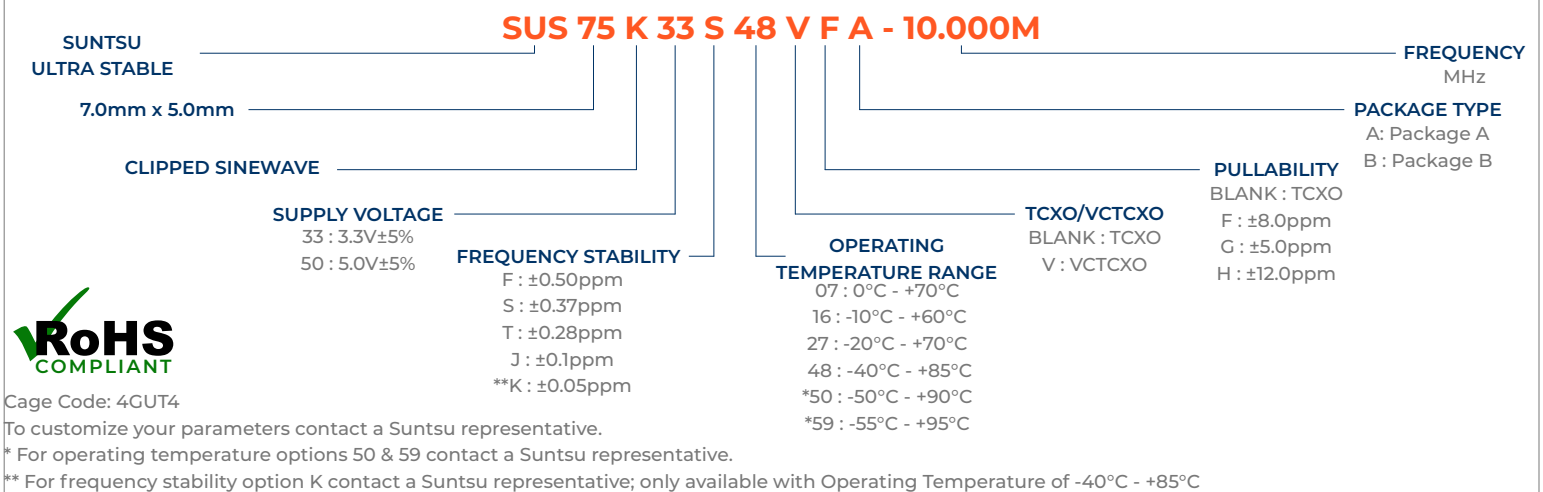 SUS 75 K 33 S 48 V F A - 10.000M
SUNTSU
ULTRA STABLE
7.0mm x 5.0mm
CLIPPED SINEWAVE
SUPPLY VOLTAGE
33 : 3.3V±5%
50 : 5.0V±5%
FREQUENCY STABILITY
F : ±0.50ppm
S : ±0.37ppm
T : ±0.28ppm
J : ±0.1ppm
**K : ±0.05ppm
OPERATING
TEMPERATURE RANGE
07 : 0°C - +70°C
16 : -10°C - +60°C
27 : -20°C - +70°C
48 : -40°C - +85°C
*50 : -50°C - +90°C
*59 : -55°C - +95°C
TCXO/VCTCXO
BLANK : TCXO
V : VCTCXO
PULLABILITY
BLANK : TCXO
F : ±8.0ppm
G : ±5.0ppm
H : ±12.0ppm
PACKAGE TYPE
A: Package A
B : Package B
FREQUENCY
MHz
RoHS
COMPLIANT
Cage Code: 4GUT4
To customize your parameters contact a Suntsu representative.
* For operating temperature options 50 & 59 contact a Suntsu representative.
** For frequency stability option K contact a Suntsu representative; only available with Operating Temperature of -40°C - +85°C